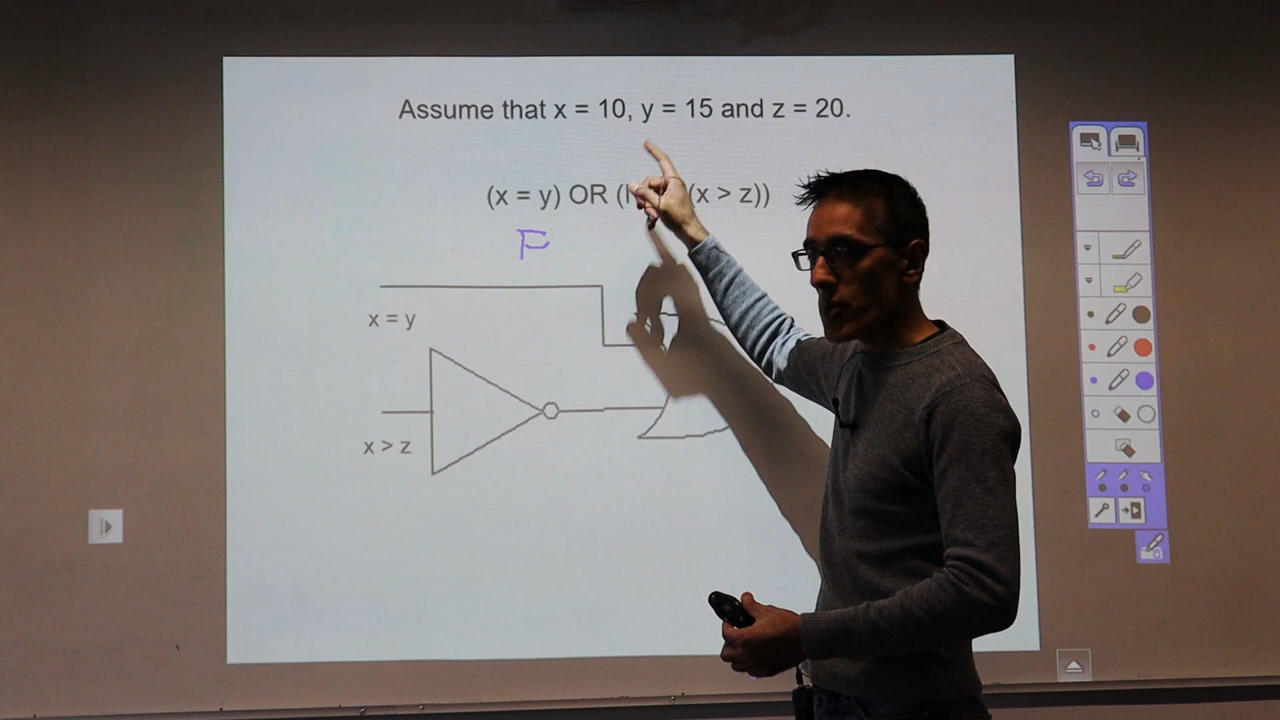 Assume that x = 10, y = 15 and z = 20.
(x = y) OR ( (x > z))
F
x = y
x > z